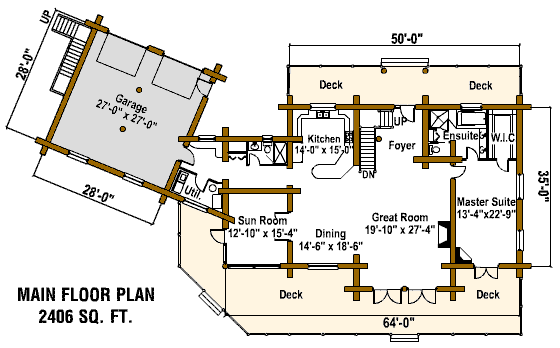 UP
50'-0"
28'-0"
Deck
Deck
Garage
27'-0" x 27'-0"
UP
Kitchen
14'-0" x 15'-0"
Foyer
Ensuite
W.I.C
DN
28'-0"
Util.
35'-0"
Master Suite
13'-4"x22'-9"
Sun Room
12'-10" x 15'-4"
Great Room
19'-10" x 27'-4"
Dining
14'-6" x 18'-6"
MAIN FLOOR PLAN
2406 SQ. FT.
Deck
Deck
64'-0"